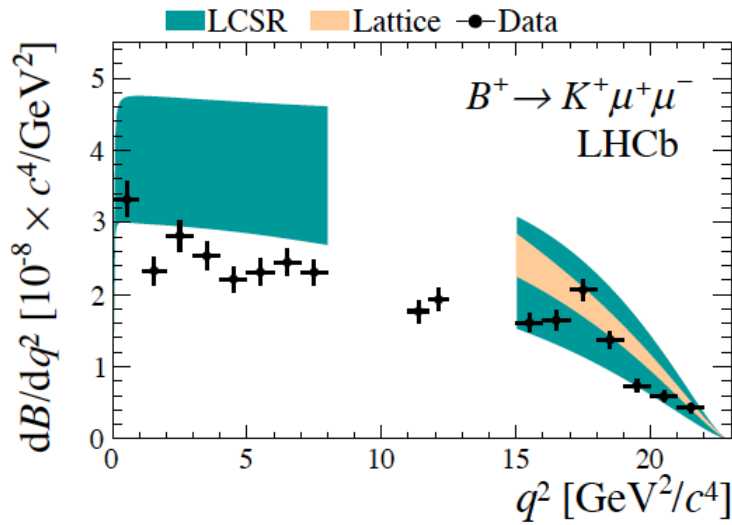 LCSR Lattice Data
B⁺ → K⁺μ⁺μ⁻
LHCb
dB/dq² [10⁻⁸ × c⁴/GeV²]
5
4
3
2
1
0
0 5 10 15 20
q² [GeV²/c⁴]